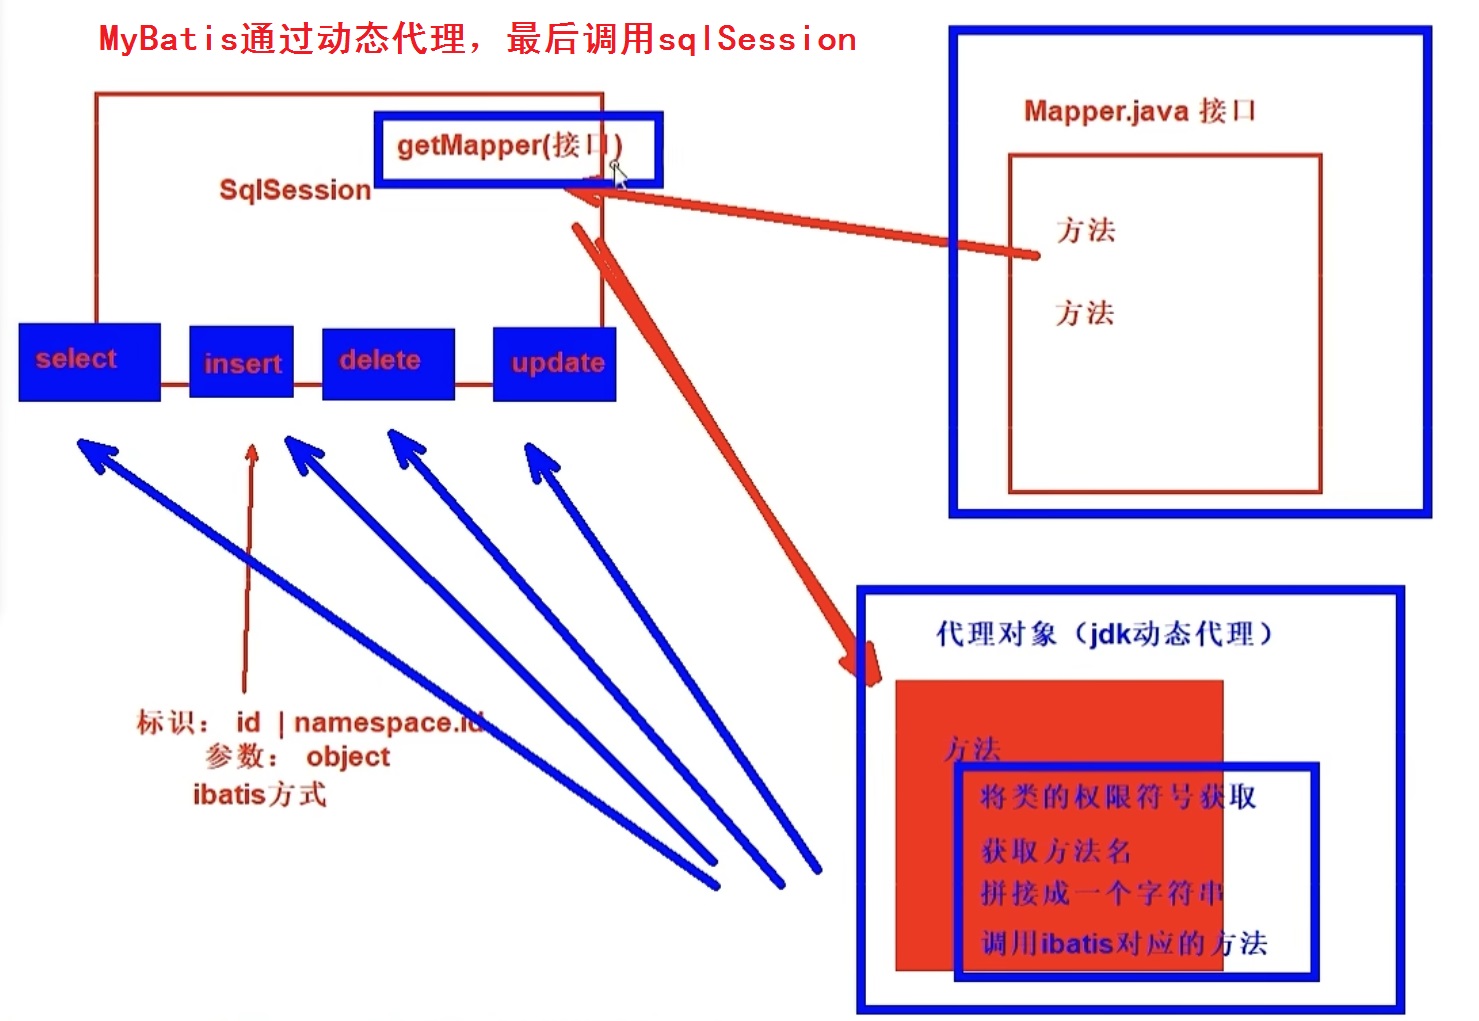 MyBatis通过动态代理，最后调用sqlSession
getMapper(接口)
SqlSession
select
insert
delete
update
标识： id | namespace.id
参数： object
ibatis方式
Mapper.java 接口
方法
方法
代理对象（jdk动态代理）
方法
将类的权限符号获取
获取方法名
拼接成一个字符串
调用ibatis对应的方法